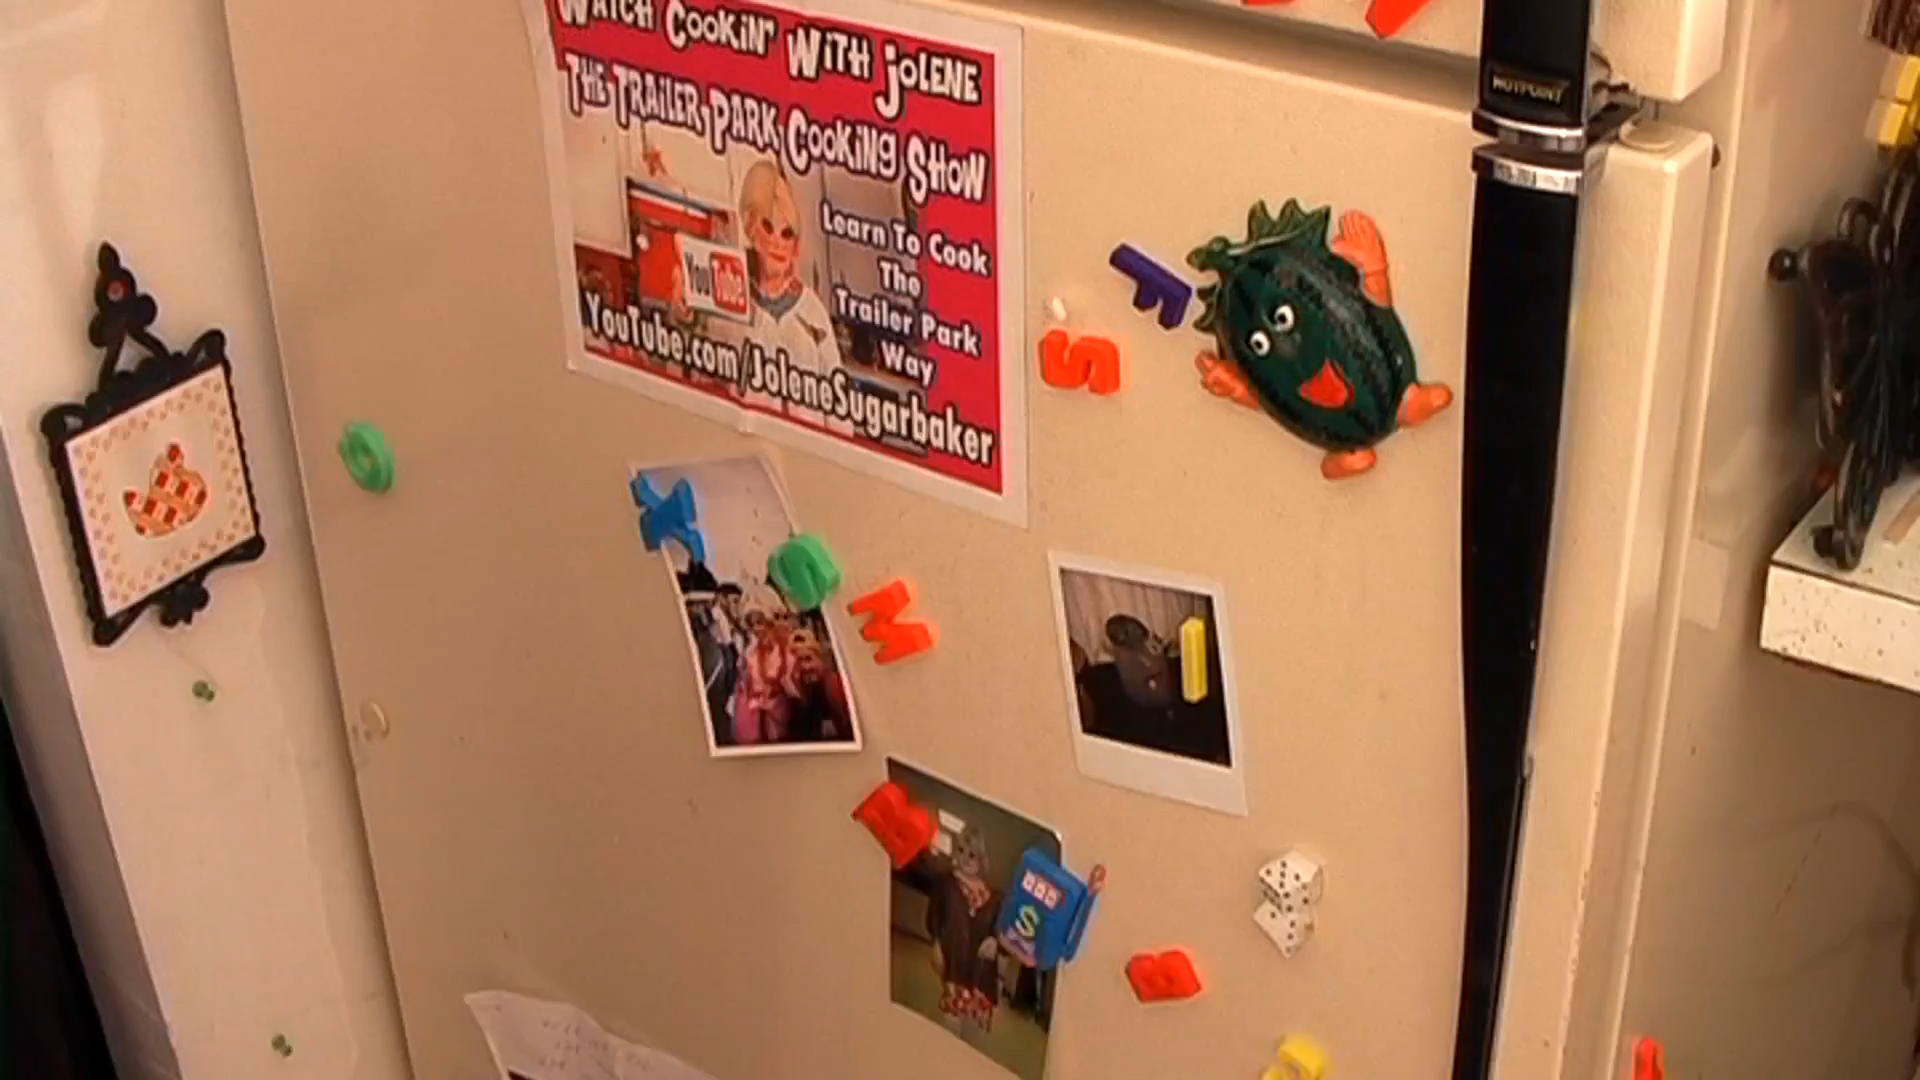 WATCH COOKIN' WITH JOLENE
THE TRAILER PARK COOKING SHOW
Learn To Cook
The
Trailer Park
Way
YouTube
YouTube.com/JoleneSugarbaker
HOTPOINT
F
S
X
M
B
$
B